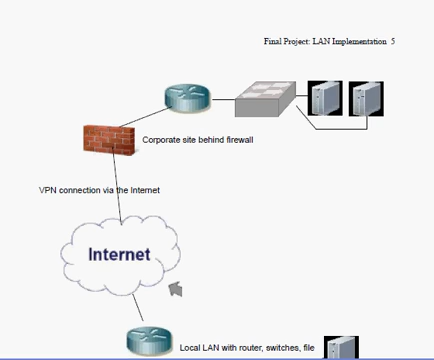 Final Project: LAN Implementation 5
Corporate site behind firewall
VPN connection via the Internet
Internet
Local LAN with router, switches, file